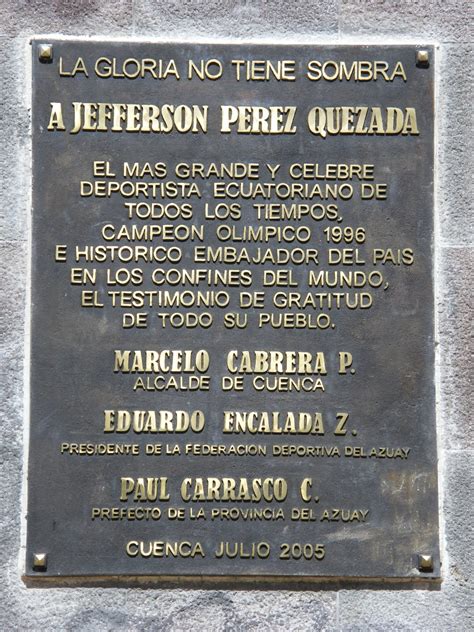 LA GLORIA NO TIENE SOMBRA
A JEFFERSON PEREZ QUEZADA
EL MAS GRANDE Y CELEBRE
DEPORTISTA ECUATORIANO DE
TODOS LOS TIEMPOS,
CAMPEON OLIMPICO 1996
E HISTORICO EMBAJADOR DEL PAIS
EN LOS CONFINES DEL MUNDO,
EL TESTIMONIO DE GRATITUD
DE TODO SU PUEBLO.
MARCELO CABRERA P.
ALCALDE DE CUENCA
EDUARDO ENCALADA Z.
PRESIDENTE DE LA FEDERACION DEPORTIVA DEL AZUAY
PAUL CARRASCO C.
PREFECTO DE LA PROVINCIA DEL AZUAY
CUENCA JULIO 2005